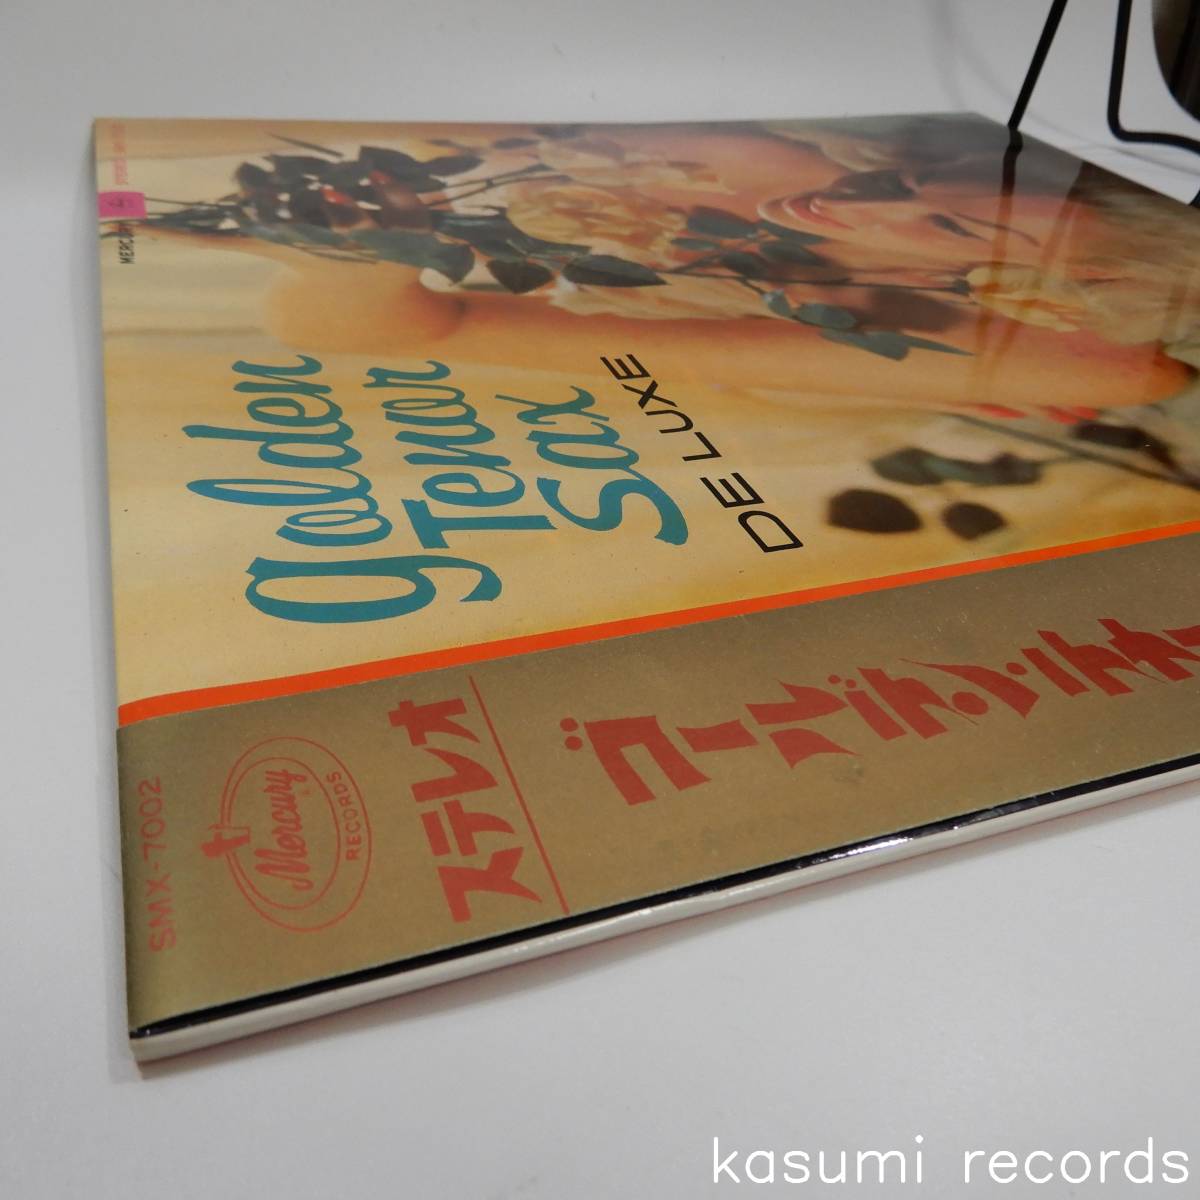 MERCURY
golden
Tenor
Sax
DE LUXE
SMX-7002
Mercury
RECORDS
ステレオ
ゴールデン・テナー
kasumi records